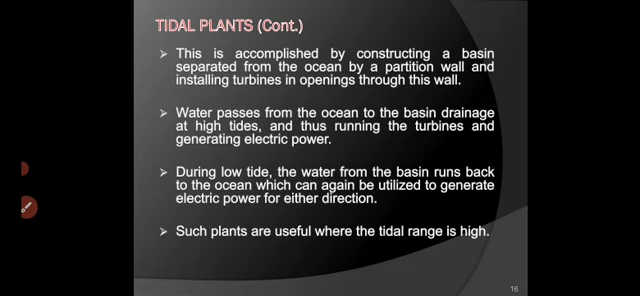 TIDAL PLANTS (Cont.)
➢ This is accomplished by constructing a basin
separated from the ocean by a partition wall and
installing turbines in openings through this wall.
➢ Water passes from the ocean to the basin drainage
at high tides, and thus running the turbines and
generating electric power.
➢ During low tide, the water from the basin runs back
to the ocean which can again be utilized to generate
electric power for either direction.
➢ Such plants are useful where the tidal range is high.
16